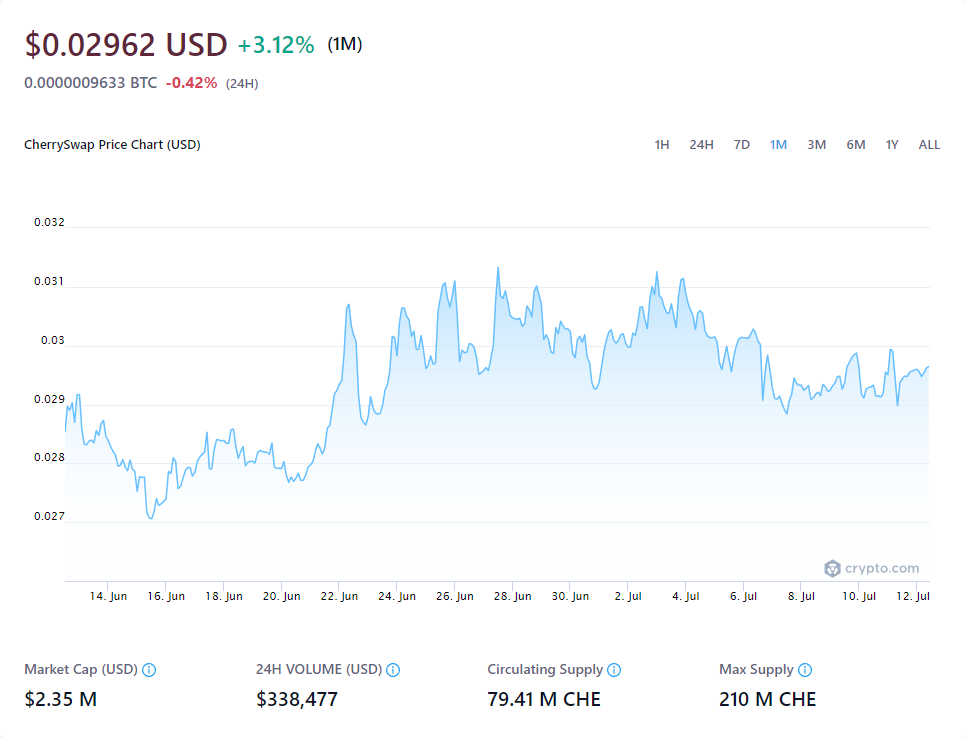 $0.02962 USD +3.12% (1M)
0.0000009633 BTC -0.42% (24H)
CherrySwap Price Chart (USD) 1H 24H 7D 1M 3M 6M 1Y ALL
0.032
0.031
0.03
0.029
0.028
0.027
crypto.com
14. Jun 16. Jun 18. Jun 20. Jun 22. Jun 24. Jun 26. Jun 28. Jun 30. Jun 2. Jul 4. Jul 6. Jul 8. Jul 10. Jul 12. Jul
Market Cap (USD) 24H VOLUME (USD) Circulating Supply Max Supply
$2.35 M $338,477 79.41 M CHE 210 M CHE